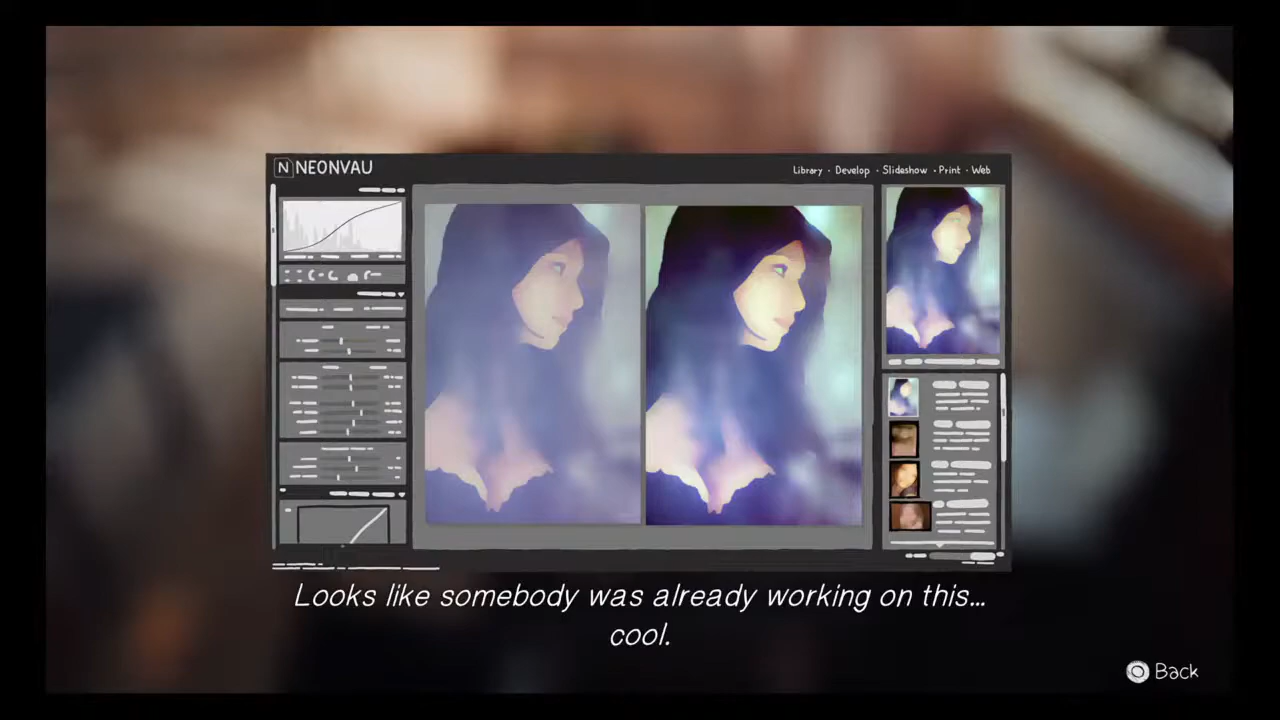 N NEONVAU
Library · Develop · Slideshow · Print · Web
Looks like somebody was already working on this...
cool.
Back